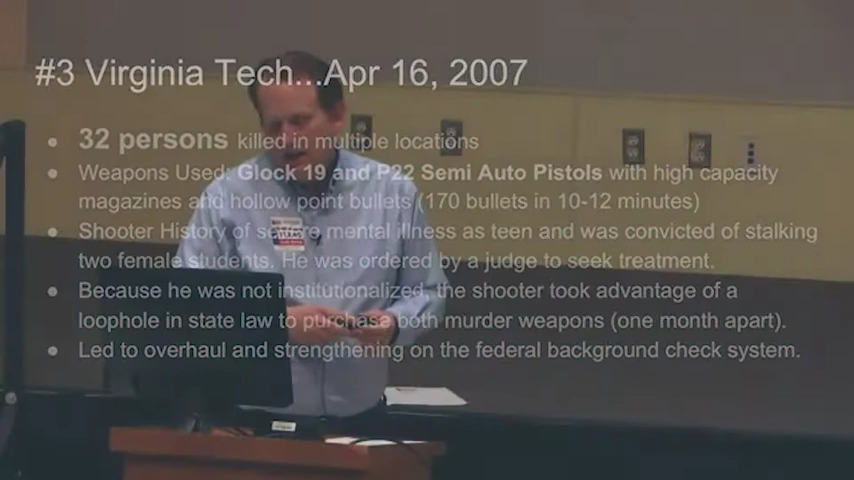 #3 Virginia Tech...Apr 16, 2007
● 32 persons killed in multiple locations
● Weapons Used: Glock 19 and P22 Semi Auto Pistols with high capacity
magazines and hollow point bullets (170 bullets in 10-12 minutes)
● Shooter History of severe mental illness as teen and was convicted of stalking
two female students. He was ordered by a judge to seek treatment.
● Because he was not institutionalized, the shooter took advantage of a
loophole in state law to purchase both murder weapons (one month apart).
● Led to overhaul and strengthening on the federal background check system.